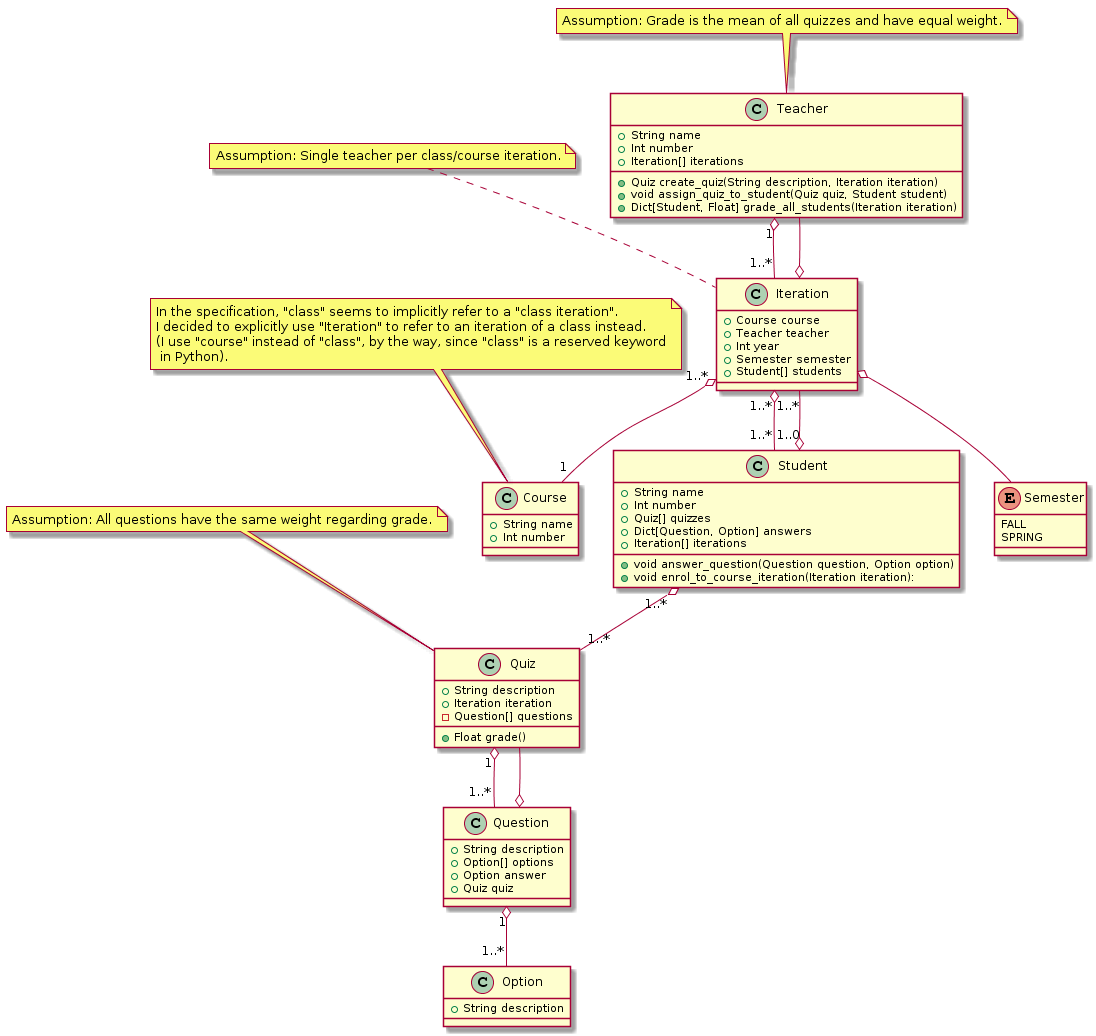 Assumption: Grade is the mean of all quizzes and have equal weight.
C Teacher
String name
Int number
Iteration[] iterations
Quiz create_quiz(String description, Iteration iteration)
void assign_quiz_to_student(Quiz quiz, Student student)
Dict[Student, Float] grade_all_students(Iteration iteration)
Assumption: Single teacher per class/course iteration.
1
1..*
C Iteration
Course course
Teacher teacher
Int year
Semester semester
Student[] students
In the specification, "class" seems to implicitly refer to a "class iteration".
I decided to explicitly use "Iteration" to refer to an iteration of a class instead.
(I use "course" instead of "class", by the way, since "class" is a reserved keyword
in Python).
1..*
1
1..* 1..*
1..* 1..0
C Course
String name
Int number
C Student
String name
Int number
Quiz[] quizzes
Dict[Question, Option] answers
Iteration[] iterations
void answer_question(Question question, Option option)
void enrol_to_course_iteration(Iteration iteration):
E Semester
FALL
SPRING
Assumption: All questions have the same weight regarding grade.
1..*
1..*
C Quiz
String description
Iteration iteration
Question[] questions
Float grade()
1
1..*
C Question
String description
Option[] options
Option answer
Quiz quiz
1
1..*
C Option
String description